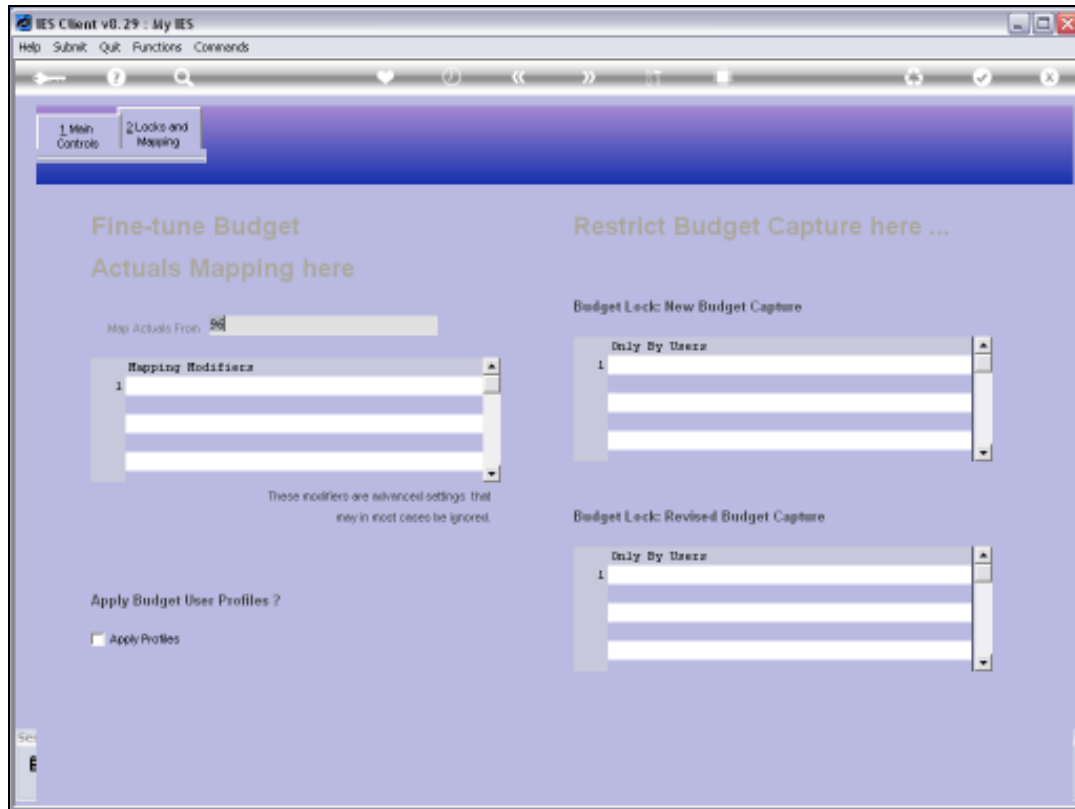 IES Client v8.29 : My IES
Help Submit Quit Functions Commands
1 Main Controls
2 Locks and Mapping
Fine-tune Budget
Actuals Mapping here
Map Actuals From 96
Mapping Modifiers
1
These modifiers are advanced settings that
may in most cases be ignored.
Apply Budget User Profiles ?
Apply Profiles
Restrict Budget Capture here ...
Budget Lock: New Budget Capture
Only By Users
1
Budget Lock: Revised Budget Capture
Only By Users
1